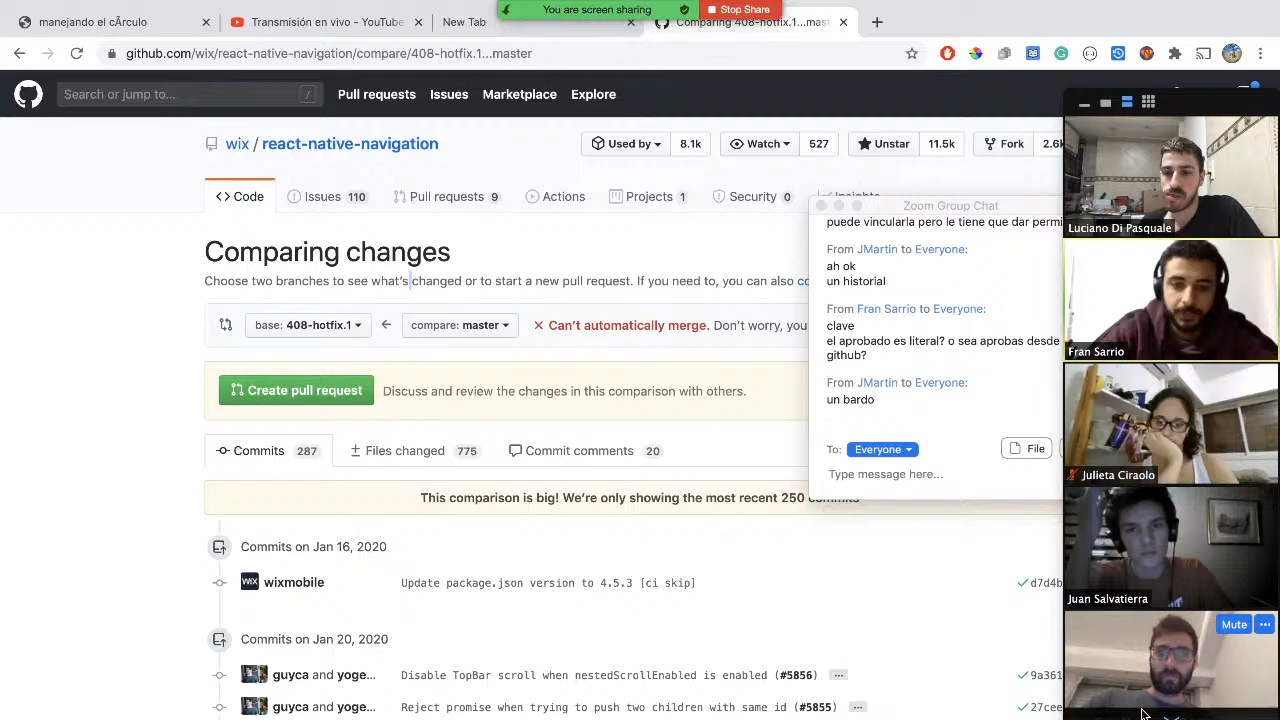 manejando el cÃrculo
Transmisión en vivo - YouTube
New Tab
Comparing 408-hotfix.1...mast
You are screen sharing
Stop Share
github.com/wix/react-native-navigation/compare/408-hotfix.1...master
Search or jump to...
/
Pull requests Issues Marketplace Explore
wix / react-native-navigation
Used by 8.1k
Watch 527
Unstar 11.5k
Fork 2.6k
Code
Issues 110
Pull requests 9
Actions
Projects 1
Security 0
Insights
Comparing changes
Choose two branches to see what's changed or to start a new pull request. If you need to, you can also co
base: 408-hotfix.1
compare: master
Can't automatically merge. Don't worry, you
Create pull request
Discuss and review the changes in this comparison with others.
Commits 287
Files changed 775
Commit comments 20
This comparison is big! We're only showing the most recent 250 commits
Commits on Jan 16, 2020
WiX
wixmobile
Update package.json version to 4.5.3 [ci skip]
d7d4b
Commits on Jan 20, 2020
guyca and yoge...
Disable TopBar scroll when nestedScrollEnabled is enabled (#5856)
...
9a361
guyca and yoge...
Reject promise when trying to push two children with same id (#5855)
...
27cee
Zoom Group Chat
puede vincularla pero le tiene que dar permi
From JMartin to Everyone:
ah ok
un historial
From Fran Sarrio to Everyone:
clave
el aprobado es literal? o sea aprobas desde
github?
From JMartin to Everyone:
un bardo
To: Everyone
File
Type message here...
Luciano Di Pasquale
Fran Sarrio
Julieta Ciraolo
Juan Salvatierra
Mute
...